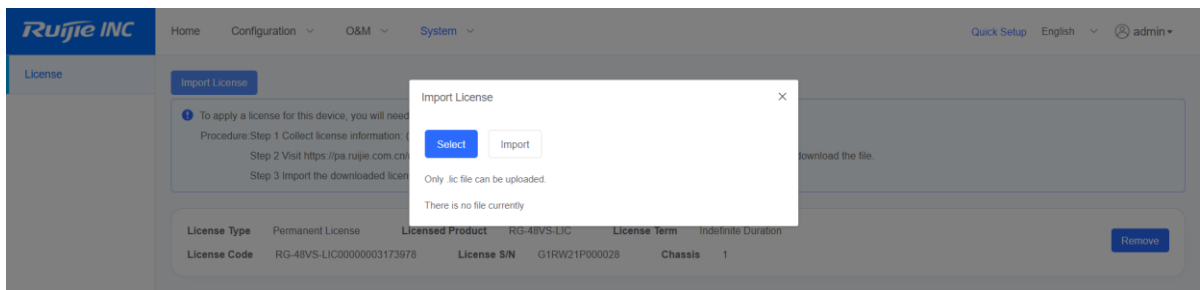 Ruijie INC Home Configuration O&M System Quick Setup English admin
License
Import License
Import License
To apply a license for this device, you will need
Select Import
Procedure:Step 1 Collect license information: (
Step 2 Visit https://pa.ruijie.com.cn/ download the file.
Step 3 Import the downloaded licen
Only .lic file can be uploaded.
There is no file currently
License Type Permanent License Licensed Product RG-48VS-LIC License Term Indefinite Duration
Remove
License Code RG-48VS-LIC00000003173978 License S/N G1RW21P000028 Chassis 1